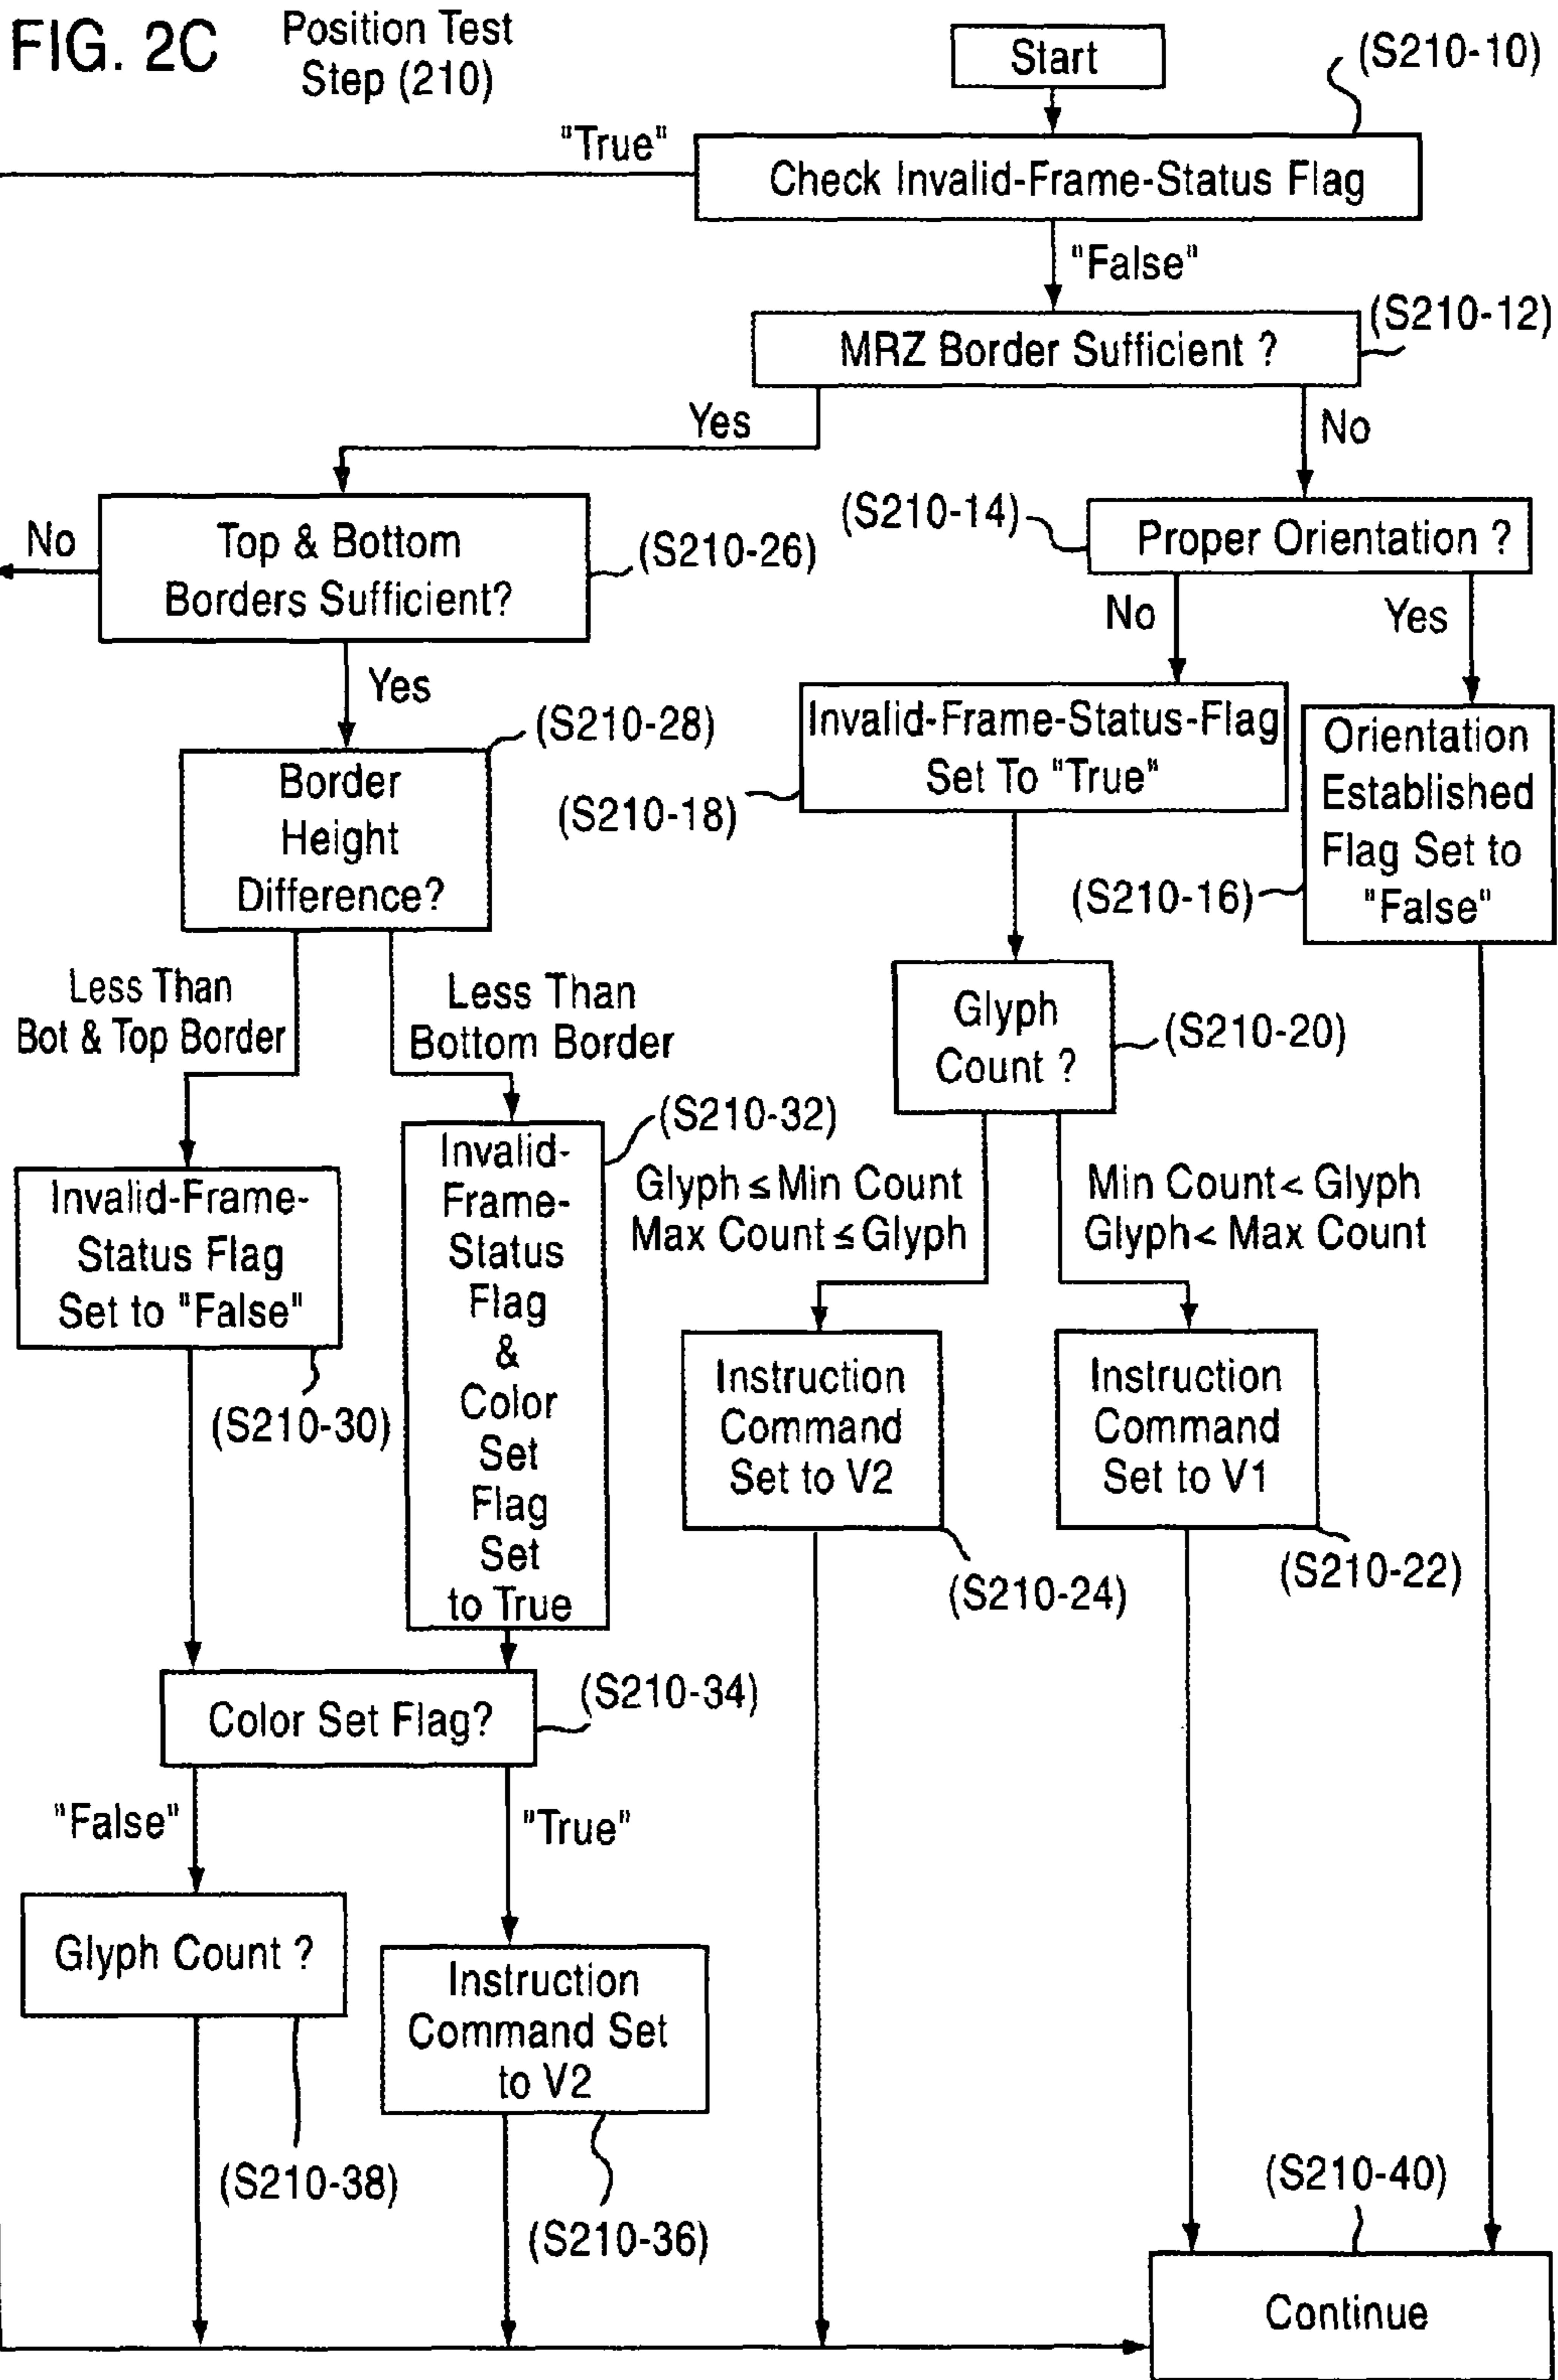 FIG. 2C
Position Test
Step (210)
Start
(S210-10)
"True"
Check Invalid-Frame-Status Flag
"False"
(S210-12)
MRZ Border Sufficient ?
Yes
No
No
Top & Bottom
Borders Sufficient?
(S210-26)
(S210-14)
Proper Orientation ?
No
Yes
Yes
(S210-28)
Border
Height
Difference?
Invalid-Frame-Status-Flag
Set To "True"
(S210-18)
Orientation
Established
Flag Set to
"False"
(S210-16)
Less Than
Bot & Top Border
Less Than
Bottom Border
Glyph
Count ?
(S210-20)
(S210-32)
Invalid-Frame-
Status Flag
Set to "False"
(S210-30)
Invalid-
Frame-
Status
Flag
&
Color
Set
Flag
Set
to True
Glyph ≤ Min Count
Max Count ≤ Glyph
Min Count < Glyph
Glyph < Max Count
Instruction
Command
Set to V2
(S210-24)
Instruction
Command
Set to V1
(S210-22)
Color Set Flag?
(S210-34)
"False"
"True"
Glyph Count ?
(S210-38)
Instruction
Command Set
to V2
(S210-36)
(S210-40)
Continue